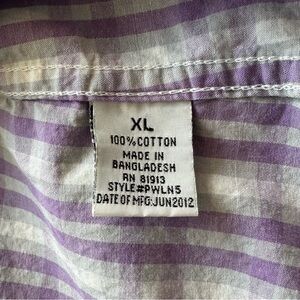 XL
100% COTTON
MADE IN
BANGLADESH
RN 81913
STYLE#PWLN5
DATE OF MFG:JUN2012